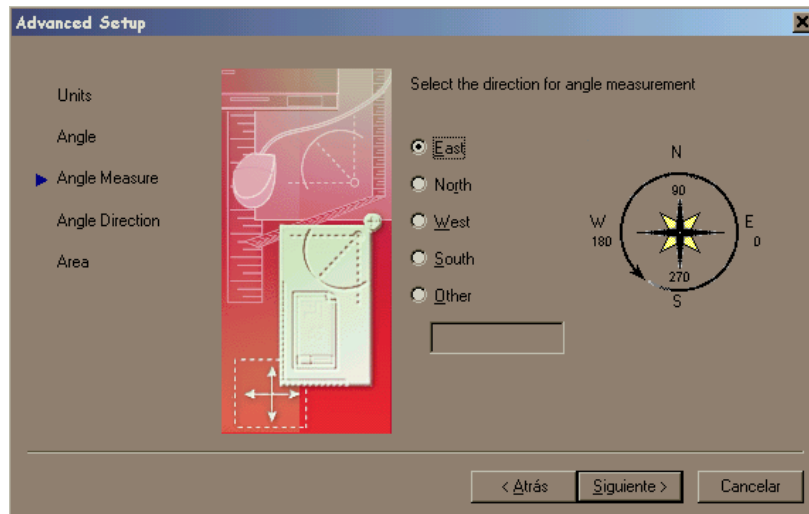 Advanced Setup
Units
Angle
Angle Measure
Angle Direction
Area
Select the direction for angle measurement
East
North
West
South
Other
N
90
W
180
E
0
270
S
< Atrás
Siguiente >
Cancelar